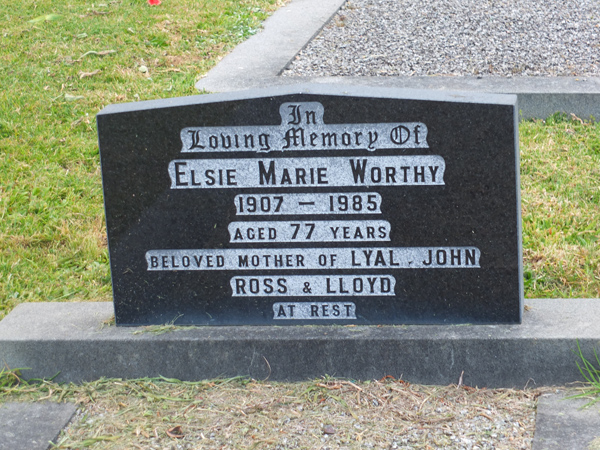 In
Loving Memory Of
ELSIE MARIE WORTHY
1907 — 1985
AGED 77 YEARS
BELOVED MOTHER OF LYAL, JOHN
ROSS & LLOYD
AT REST